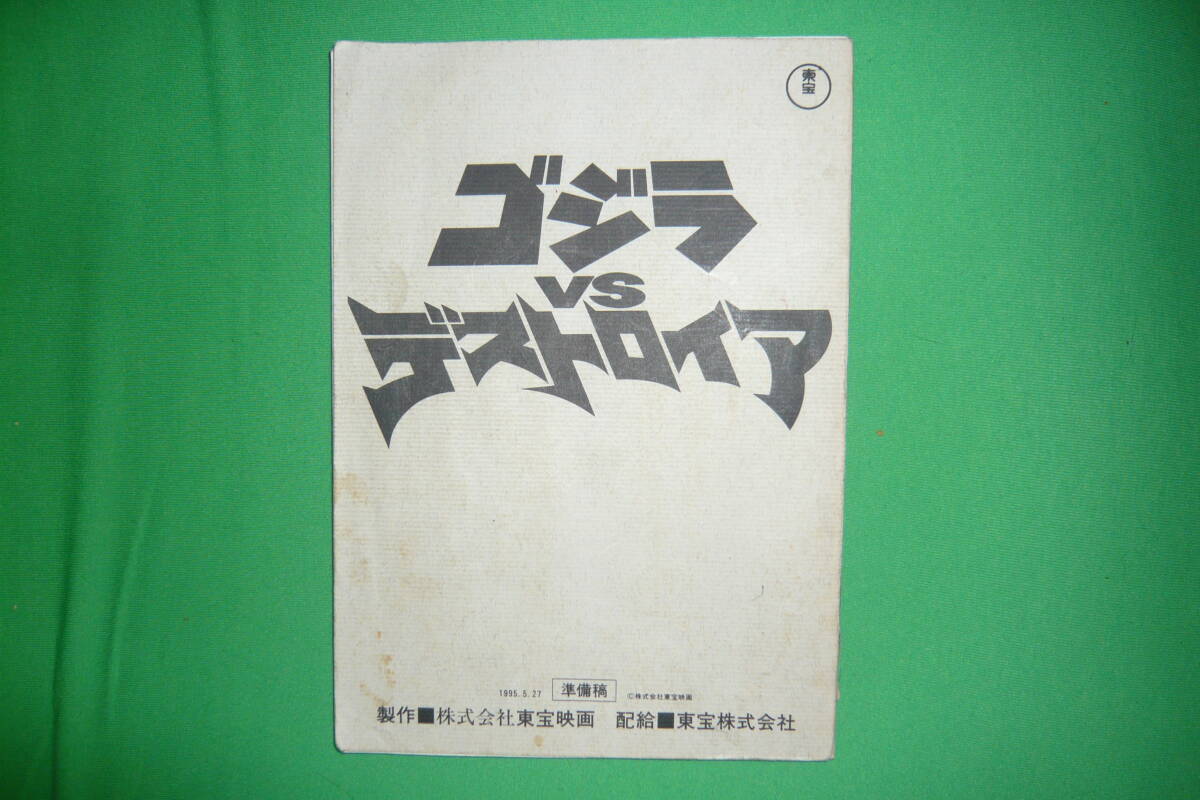 東宝
ゴジラ
VS
デストロイア
1995.5.27 準備稿 ©株式会社東宝映画
製作■株式会社東宝映画 配給■東宝株式会社